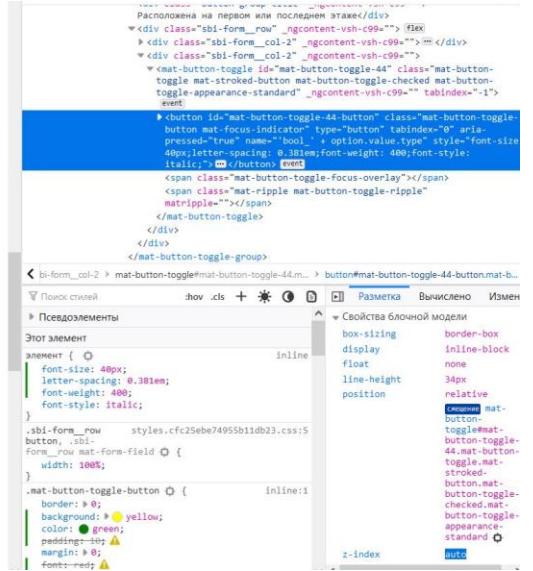 Расположена на первом или последнем этаже</div>
▼<div class="sbi-form__row" _ngcontent-vsh-c99=""> flex
▶<div class="sbi-form__col-2" _ngcontent-vsh-c99=""> ⋯ </div>
▼<div class="sbi-form__col-2" _ngcontent-vsh-c99="">
▼<mat-button-toggle id="mat-button-toggle-44" class="mat-button-
toggle mat-stroked-button mat-button-toggle-checked mat-button-
toggle-appearance-standard" _ngcontent-vsh-c99="" tabindex="-1">
event
▶<button id="mat-button-toggle-44-button" class="mat-button-toggle-
button mat-focus-indicator" type="button" tabindex="0" aria-
pressed="true" name="'bool_' + option.value.type" style="font-size
40px;letter-spacing: 0.381em;font-weight: 400;font-style:
italic;"> ⋯ </button> event
<span class="mat-button-toggle-focus-overlay"></span>
<span class="mat-ripple mat-button-toggle-ripple"
matripple=""></span>
</mat-button-toggle>
</div>
</div>
</mat-button-toggle-group>
bi-form__col-2 > mat-button-toggle#mat-button-toggle-44.m… > button#mat-button-toggle-44-button.mat-b…
Поиск стилей :hov .cls + Разметка Вычислено Измен
Псевдоэлементы
Этот элемент
элемент { inline
font-size: 40px;
letter-spacing: 0.381em;
font-weight: 400;
font-style: italic;
}
.sbi-form__row styles.cfc25ebe74955b11db23.css:5
button, .sbi-
form__row mat-form-field {
width: 100%;
}
.mat-button-toggle-button { inline:1
border: ▶ 0;
background: ▶ yellow;
color: green;
padding: 10;
margin: ▶ 0;
font: red;
Свойства блочной модели
box-sizing border-box
display inline-block
float none
line-height 34px
position relative
смещение mat-
button-
toggle#mat-
button-toggle-
44.mat-button-
toggle.mat-
stroked-
button.mat-
button-toggle-
checked.mat-
button-toggle-
appearance-
standard
z-index auto